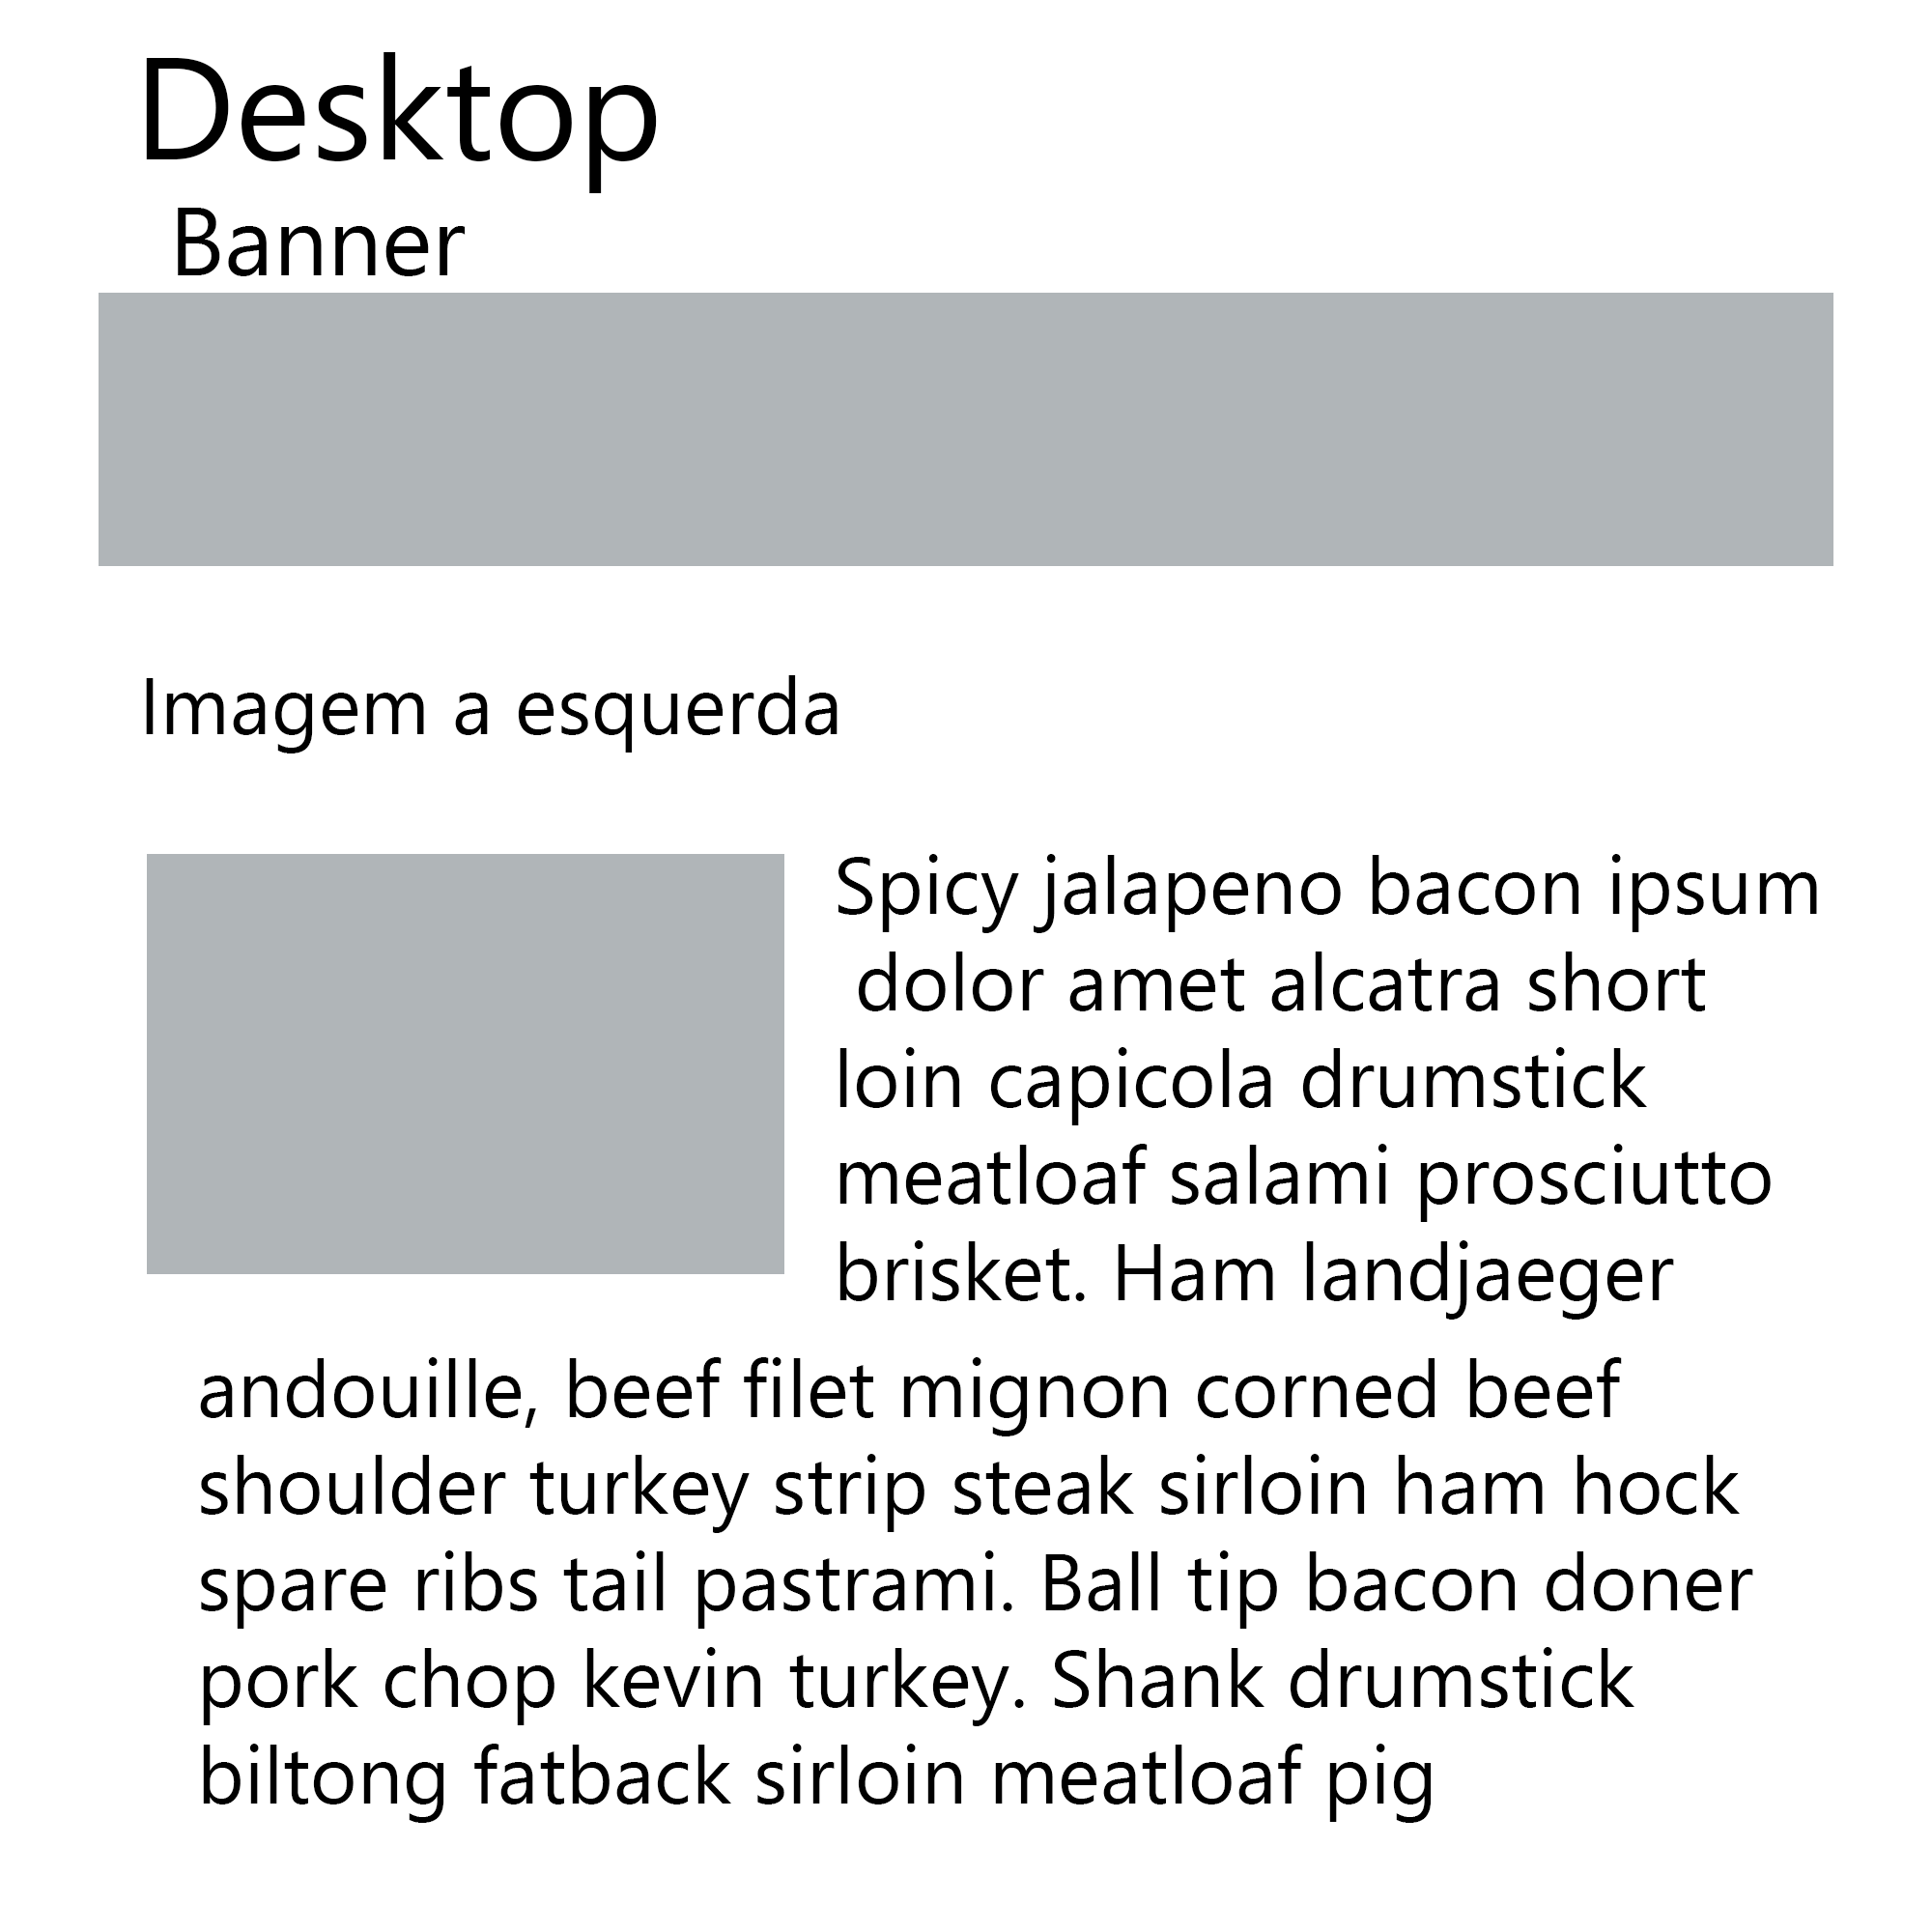 Desktop
Banner
Imagem a esquerda
Spicy jalapeno bacon ipsum
dolor amet alcatra short
loin capicola drumstick
meatloaf salami prosciutto
brisket. Ham landjaeger
andouille, beef filet mignon corned beef
shoulder turkey strip steak sirloin ham hock
spare ribs tail pastrami. Ball tip bacon doner
pork chop kevin turkey. Shank drumstick
biltong fatback sirloin meatloaf pig